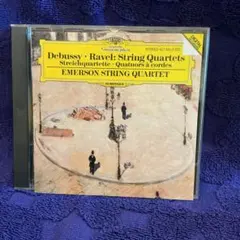 Debussy · Ravel: String Quartets
Streichquartette · Quatuors à cordes
EMERSON STRING QUARTET